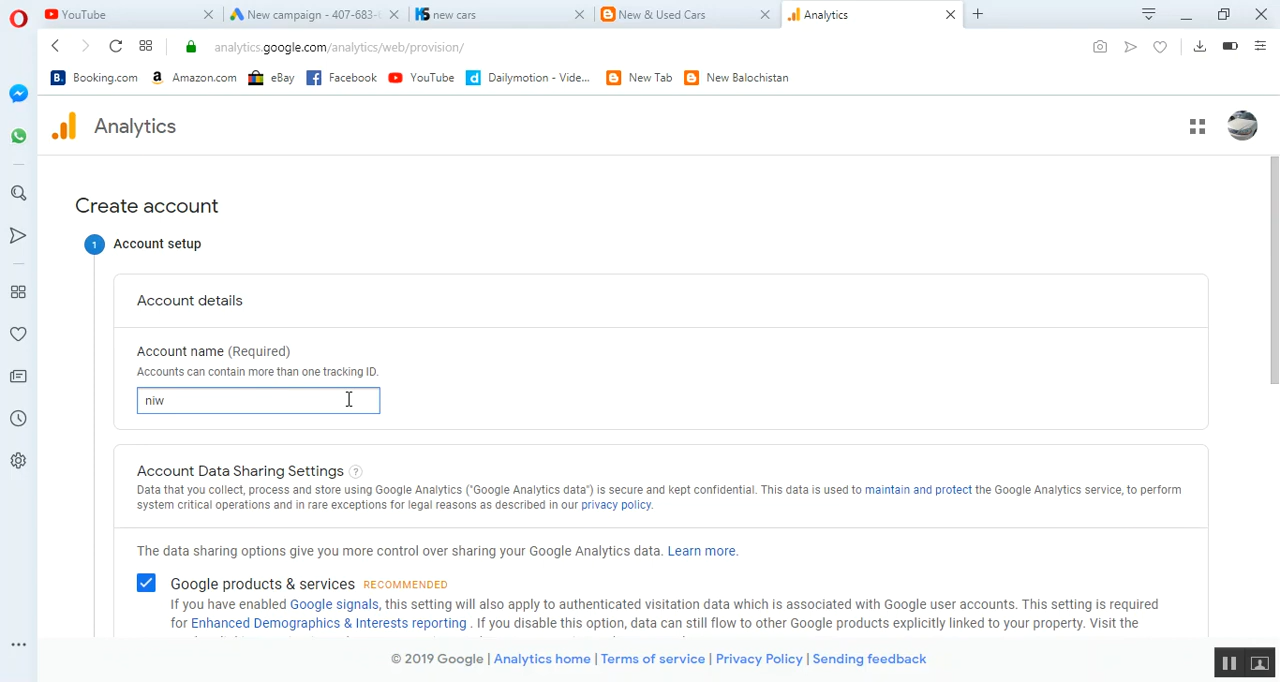 YouTube
New campaign - 407-683-
new cars
New & Used Cars
Analytics
analytics.google.com/analytics/web/provision/
Booking.com
Amazon.com
eBay
Facebook
YouTube
Dailymotion - Vide...
New Tab
New Balochistan
Analytics
Create account
1 Account setup
Account details
Account name (Required)
Accounts can contain more than one tracking ID.
niw
Account Data Sharing Settings ?
Data that you collect, process and store using Google Analytics ("Google Analytics data") is secure and kept confidential. This data is used to maintain and protect the Google Analytics service, to perform
system critical operations and in rare exceptions for legal reasons as described in our privacy policy.
The data sharing options give you more control over sharing your Google Analytics data. Learn more.
Google products & services RECOMMENDED
If you have enabled Google signals, this setting will also apply to authenticated visitation data which is associated with Google user accounts. This setting is required
for Enhanced Demographics & Interests reporting . If you disable this option, data can still flow to other Google products explicitly linked to your property. Visit the
© 2019 Google | Analytics home | Terms of service | Privacy Policy | Sending feedback